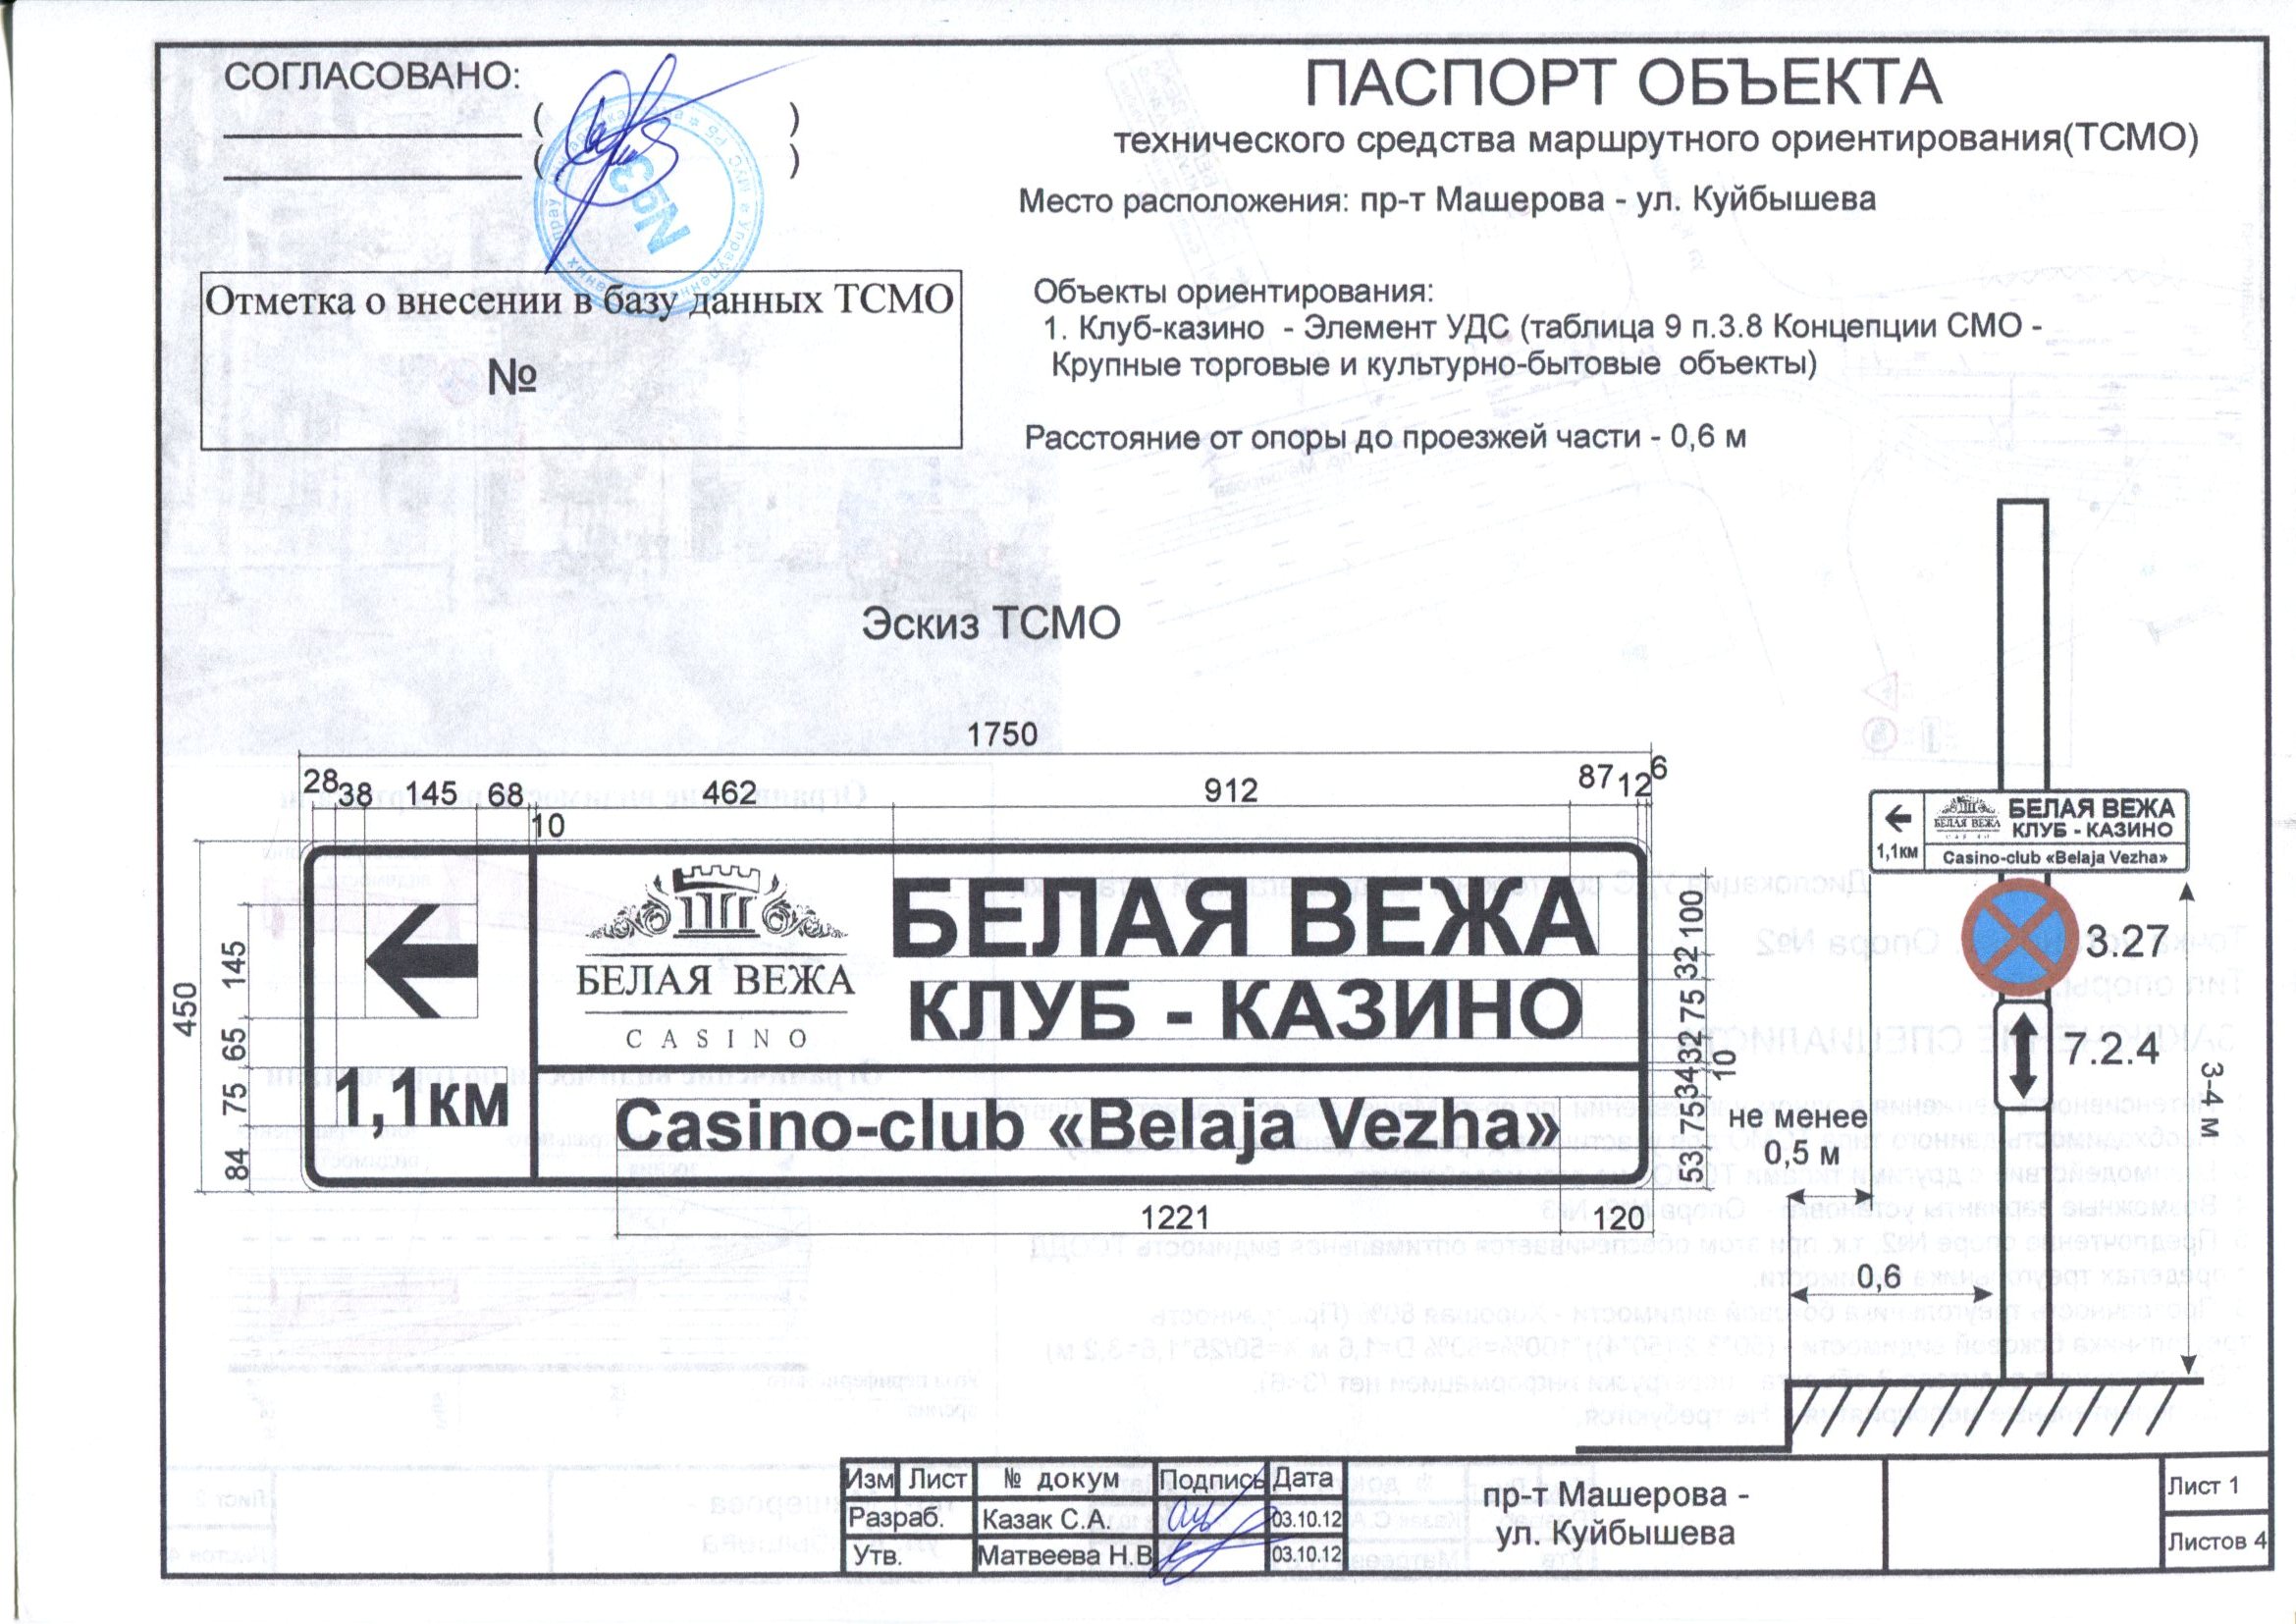 СОГЛАСОВАНО:
ПАСПОРТ ОБЪЕКТА
технического средства маршрутного ориентирования(ТСМО)
Место расположения: пр-т Машерова - ул. Куйбышева
№3
Отметка о внесении в базу данных ТСМО
№
Объекты ориентирования:
1. Клуб-казино - Элемент УДС (таблица 9 п.3.8 Концепции СМО -
Крупные торговые и культурно-бытовые объекты)
Расстояние от опоры до проезжей части - 0,6 м
Эскиз ТСМО
1750
28 38 145 68 462 912 87 12 6
10
450
145
65
75
84
1,1км
БЕЛАЯ ВЕЖА
CASINO
БЕЛАЯ ВЕЖА
КЛУБ - КАЗИНО
Casino-club «Belaja Vezha»
100
32
75
32
10
34
75
53
1221 120
БЕЛАЯ ВЕЖА
CASINO
БЕЛАЯ ВЕЖА
КЛУБ - КАЗИНО
1,1км
Casino-club «Belaja Vezha»
3.27
7.2.4
3-4 м
не менее
0,5 м
0,6
Изм Лист № докум Подпись Дата
Разраб. Казак С.А. 03.10.12
Утв. Матвеева Н.В 03.10.12
пр-т Машерова -
ул. Куйбышева
Лист 1
Листов 4